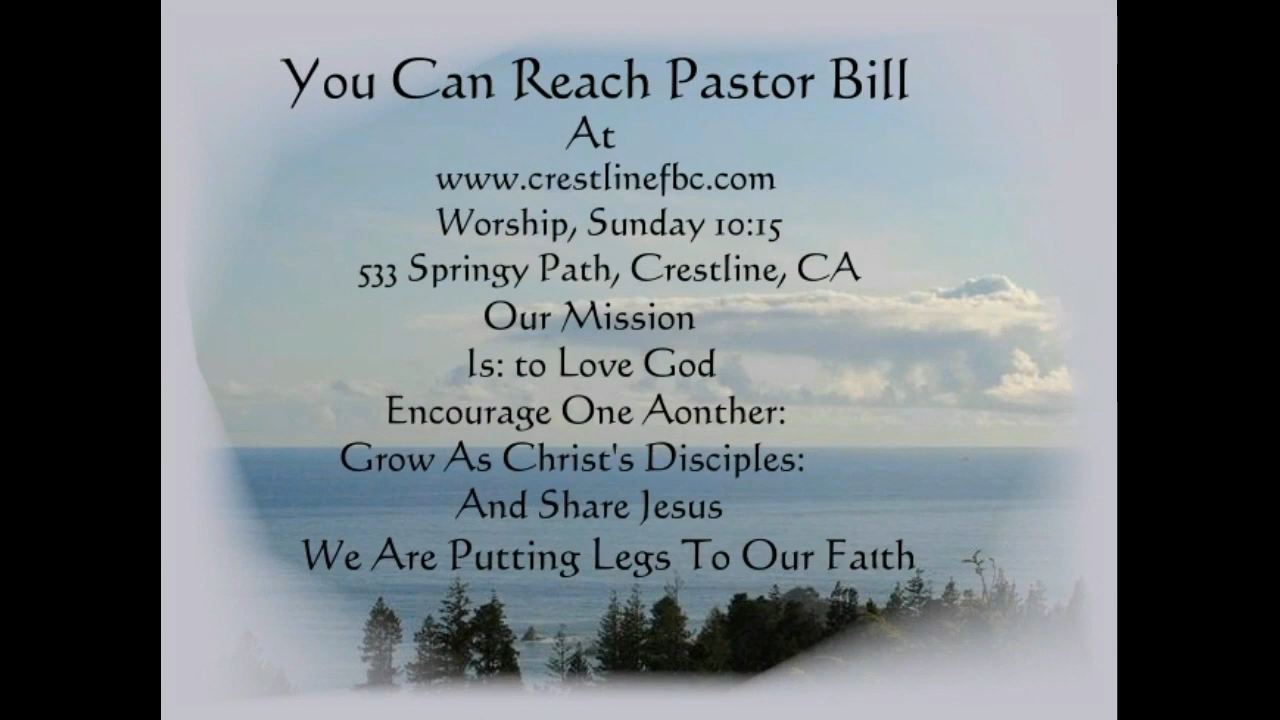 You Can Reach Pastor Bill
At
www.crestlinefbc.com
Worship, Sunday 10:15
533 Springy Path, Crestline, CA
Our Mission
Is: to Love God
Encourage One Aonther:
Grow As Christ's Disciples:
And Share Jesus
We Are Putting Legs To Our Faith